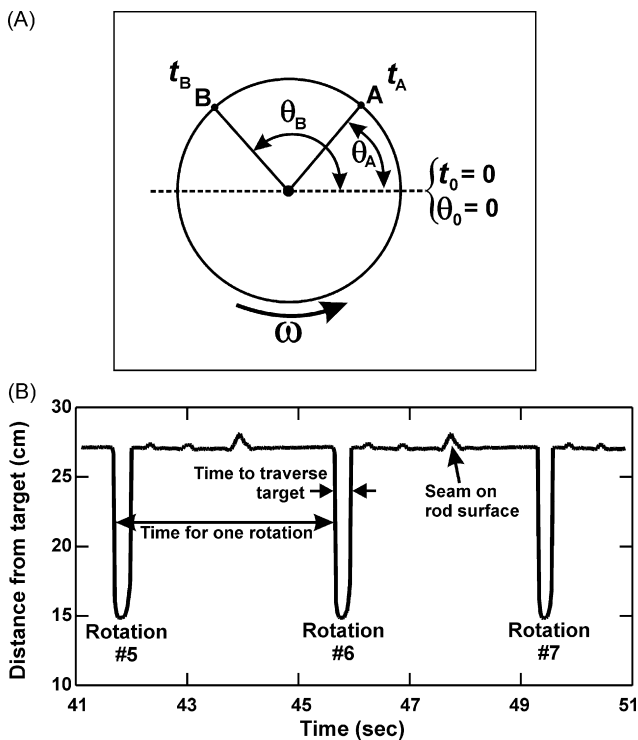 (A)
tB
B
A
tA
θB
θA
t0 = 0
θ0 = 0
ω
(B)
30
25
20
15
10
Distance from target (cm)
Time to traverse
target
Seam on
rod surface
Time for one rotation
Rotation
#5
Rotation
#6
Rotation
#7
41
43
45
47
49
51
Time (sec)